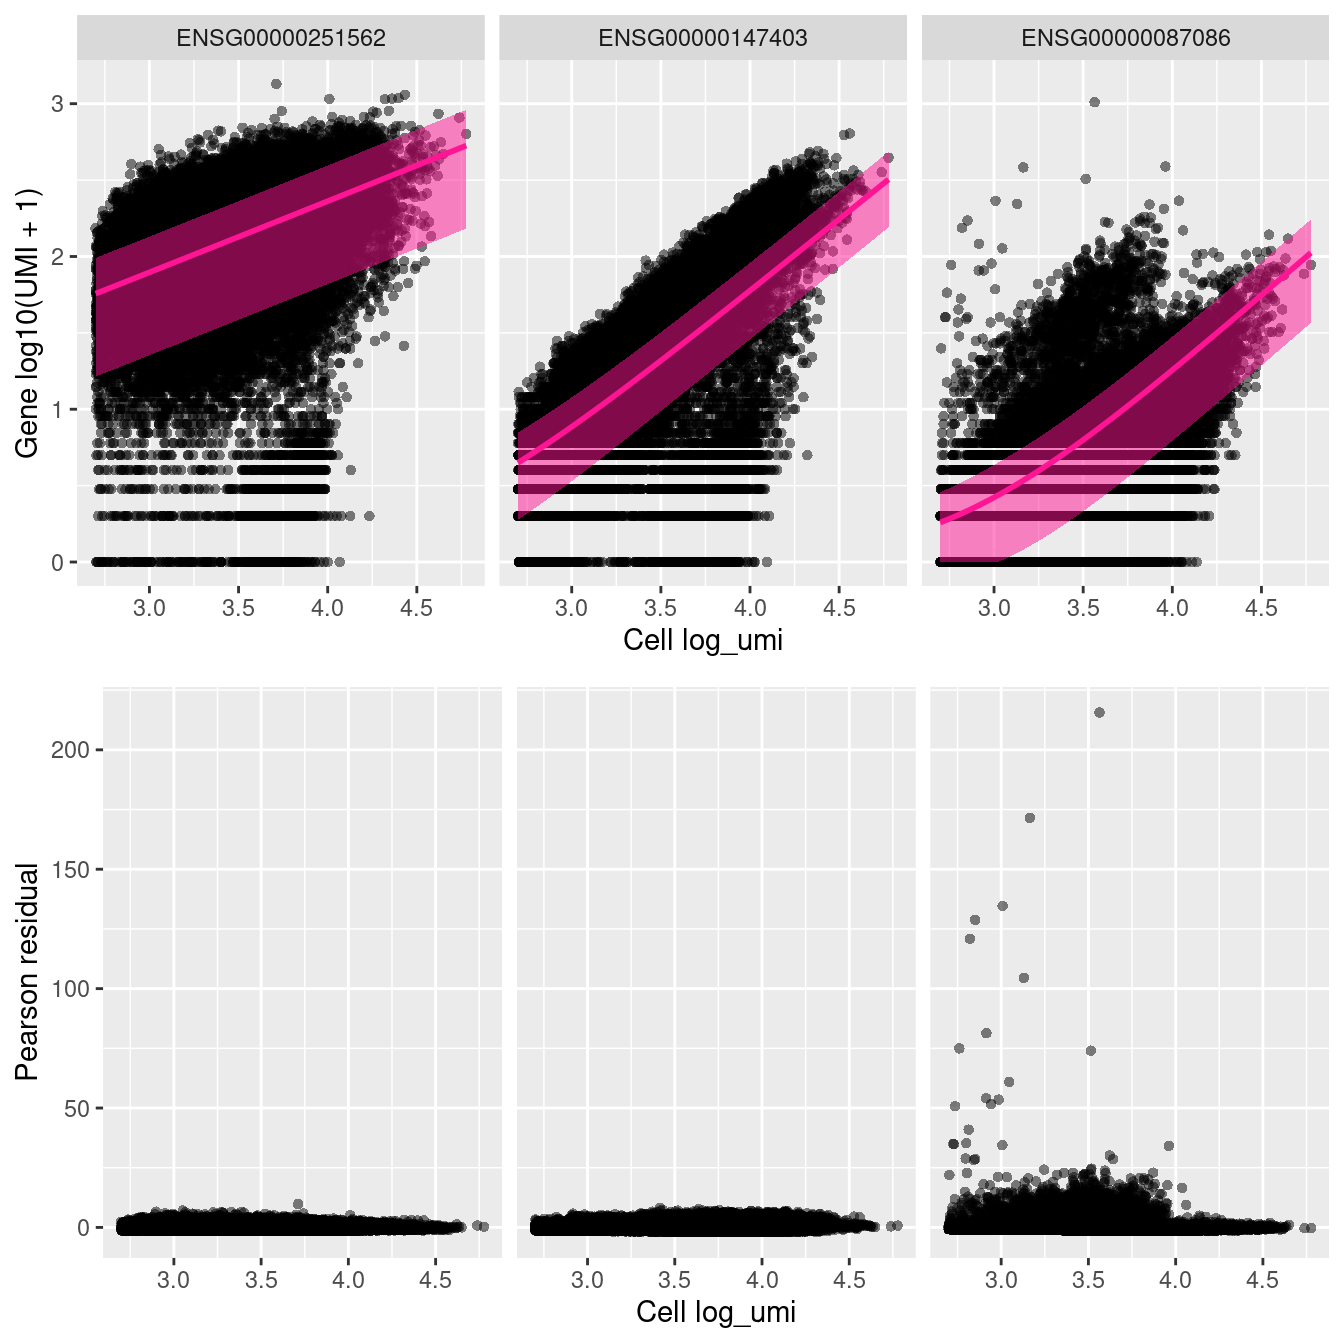 ENSG00000251562 ENSG00000147403 ENSG00000087086
Gene log10(UMI + 1)
3
2
1
0
3.0 3.5 4.0 4.5 3.0 3.5 4.0 4.5 3.0 3.5 4.0 4.5
Cell log_umi
Pearson residual
200
150
100
50
0
3.0 3.5 4.0 4.5 3.0 3.5 4.0 4.5 3.0 3.5 4.0 4.5
Cell log_umi